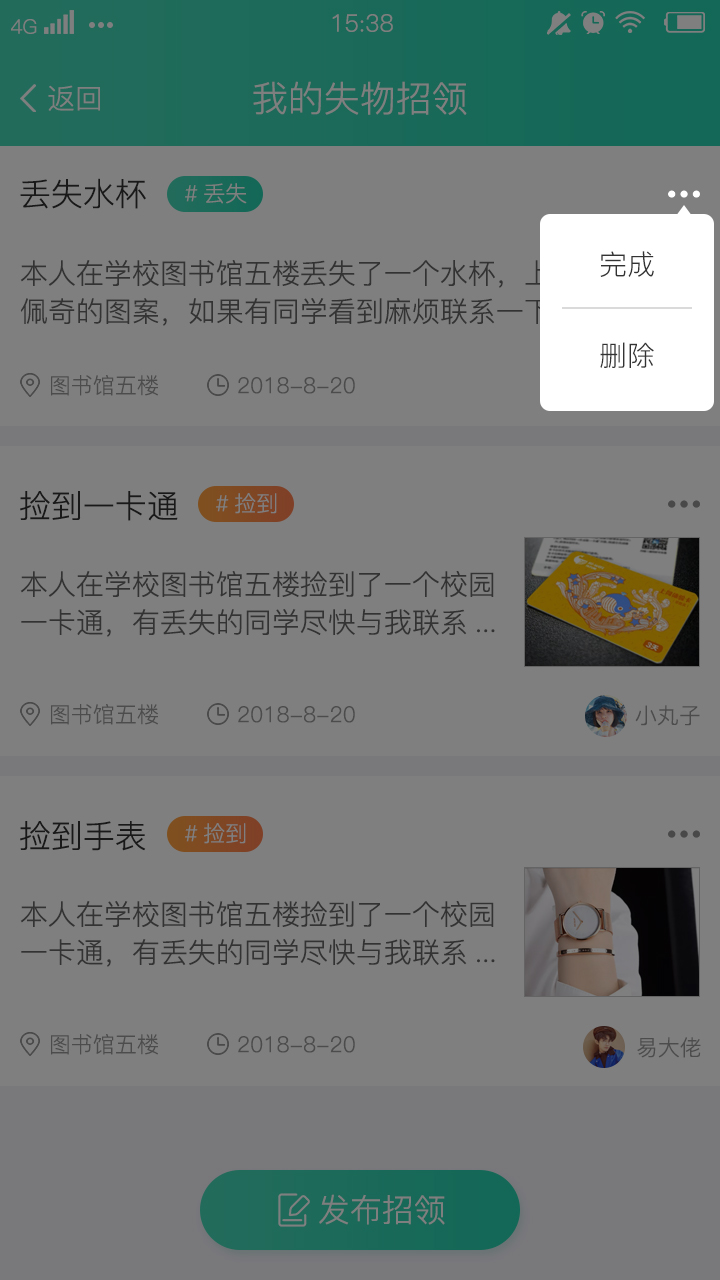 4G 15:38
返回 我的失物招领
丢失水杯 # 丢失
完成
本人在学校图书馆五楼丢失了一个水杯，上
佩奇的图案，如果有同学看到麻烦联系一下
删除
图书馆五楼 2018-8-20
捡到一卡通 # 捡到
本人在学校图书馆五楼捡到了一个校园
一卡通，有丢失的同学尽快与我联系 ...
3天
图书馆五楼 2018-8-20 小丸子
捡到手表 # 捡到
本人在学校图书馆五楼捡到了一个校园
一卡通，有丢失的同学尽快与我联系 ...
图书馆五楼 2018-8-20 易大佬
发布招领